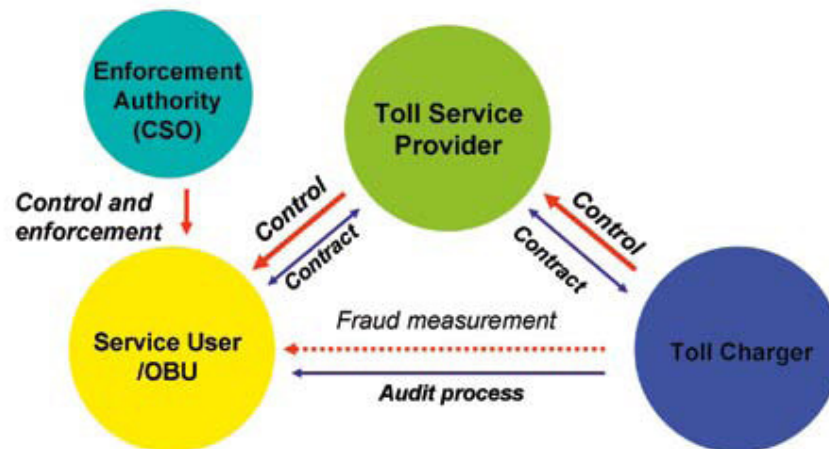 Enforcement
Authority
(CSO)
Toll Service
Provider
Control and
enforcement
Control
Contract
Control
Contract
Service User
/OBU
Fraud measurement
Audit process
Toll Charger